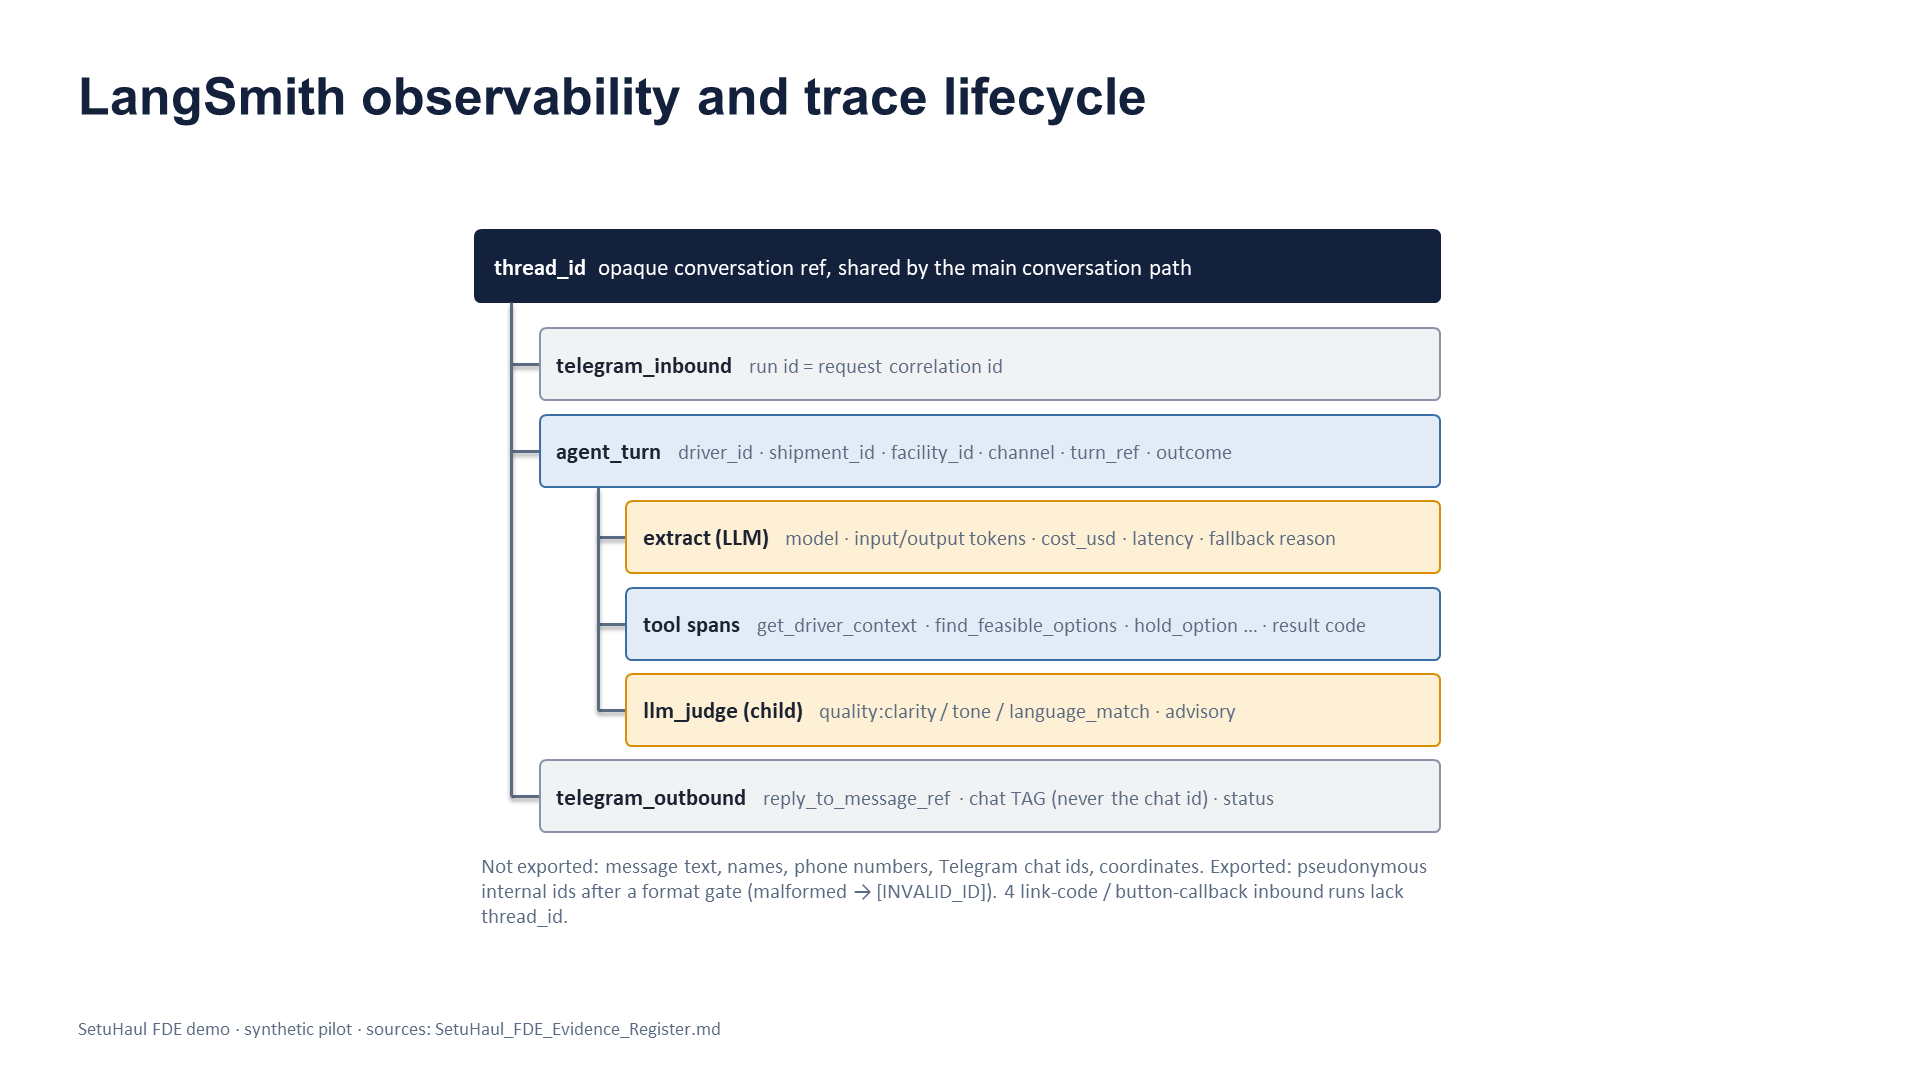 LangSmith observability and trace lifecycle
thread_id opaque conversation ref, shared by the main conversation path
telegram_inbound run id = request correlation id
agent_turn driver_id · shipment_id · facility_id · channel · turn_ref · outcome
extract (LLM) model · input/output tokens · cost_usd · latency · fallback reason
tool spans get_driver_context · find_feasible_options · hold_option ... · result code
llm_judge (child) quality:clarity / tone / language_match · advisory
telegram_outbound reply_to_message_ref · chat TAG (never the chat id) · status
Not exported: message text, names, phone numbers, Telegram chat ids, coordinates. Exported: pseudonymous
internal ids after a format gate (malformed → [INVALID_ID]). 4 link-code / button-callback inbound runs lack
thread_id.
SetuHaul FDE demo · synthetic pilot · sources: SetuHaul_FDE_Evidence_Register.md